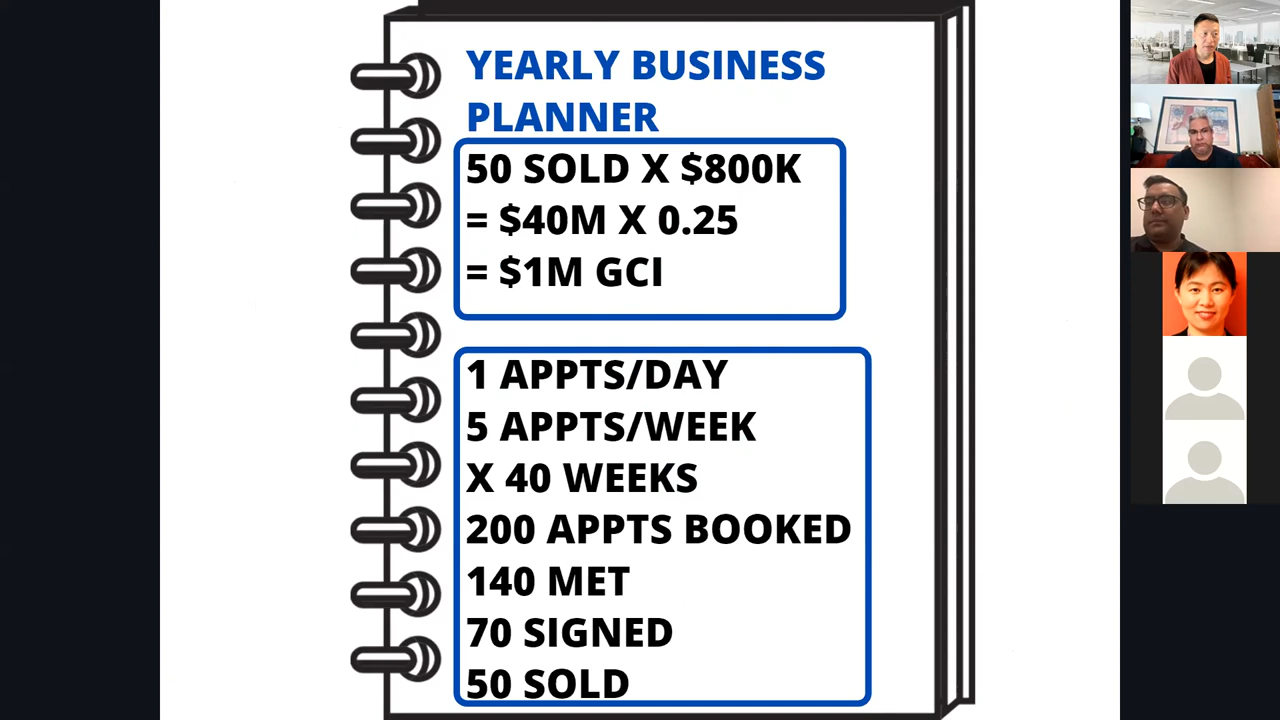 YEARLY BUSINESS
PLANNER
50 SOLD X $800K
= $40M X 0.25
= $1M GCI
1 APPTS/DAY
5 APPTS/WEEK
X 40 WEEKS
200 APPTS BOOKED
140 MET
70 SIGNED
50 SOLD